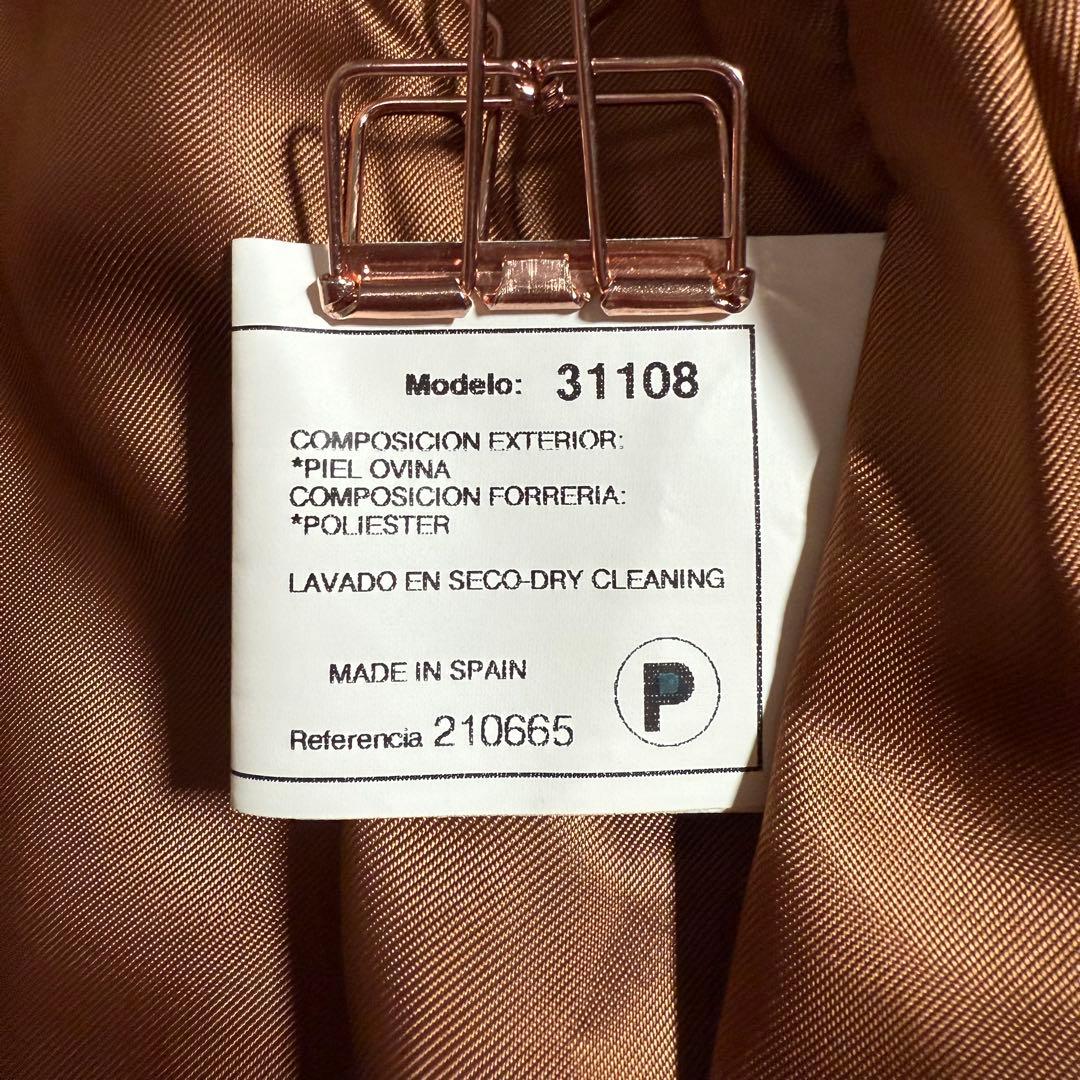 Modelo: 31108
COMPOSICION EXTERIOR:
*PIEL OVINA
COMPOSICION FORRERIA:
*POLIESTER
LAVADO EN SECO-DRY CLEANING
MADE IN SPAIN
P
Referencia 210665